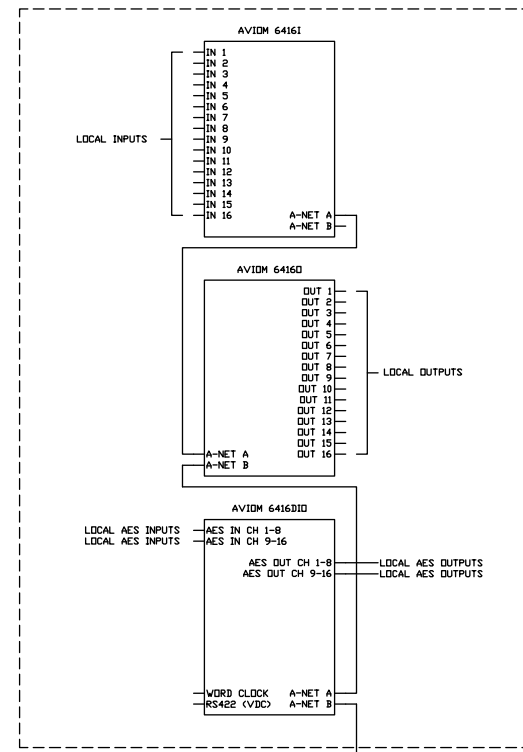 AVIOM 6416I
IN 1
IN 2
IN 3
IN 4
IN 5
IN 6
IN 7
IN 8
IN 9
IN 10
IN 11
IN 12
IN 13
IN 14
IN 15
IN 16
LOCAL INPUTS
A-NET A
A-NET B
AVIOM 6416O
OUT 1
OUT 2
OUT 3
OUT 4
OUT 5
OUT 6
OUT 7
OUT 8
OUT 9
OUT 10
OUT 11
OUT 12
OUT 13
OUT 14
OUT 15
OUT 16
LOCAL OUTPUTS
A-NET A
A-NET B
AVIOM 6416DIO
LOCAL AES INPUTS AES IN CH 1-8
LOCAL AES INPUTS AES IN CH 9-16
AES OUT CH 1-8 LOCAL AES OUTPUTS
AES OUT CH 9-16 LOCAL AES OUTPUTS
WORD CLOCK A-NET A
RS422 (VDC) A-NET B